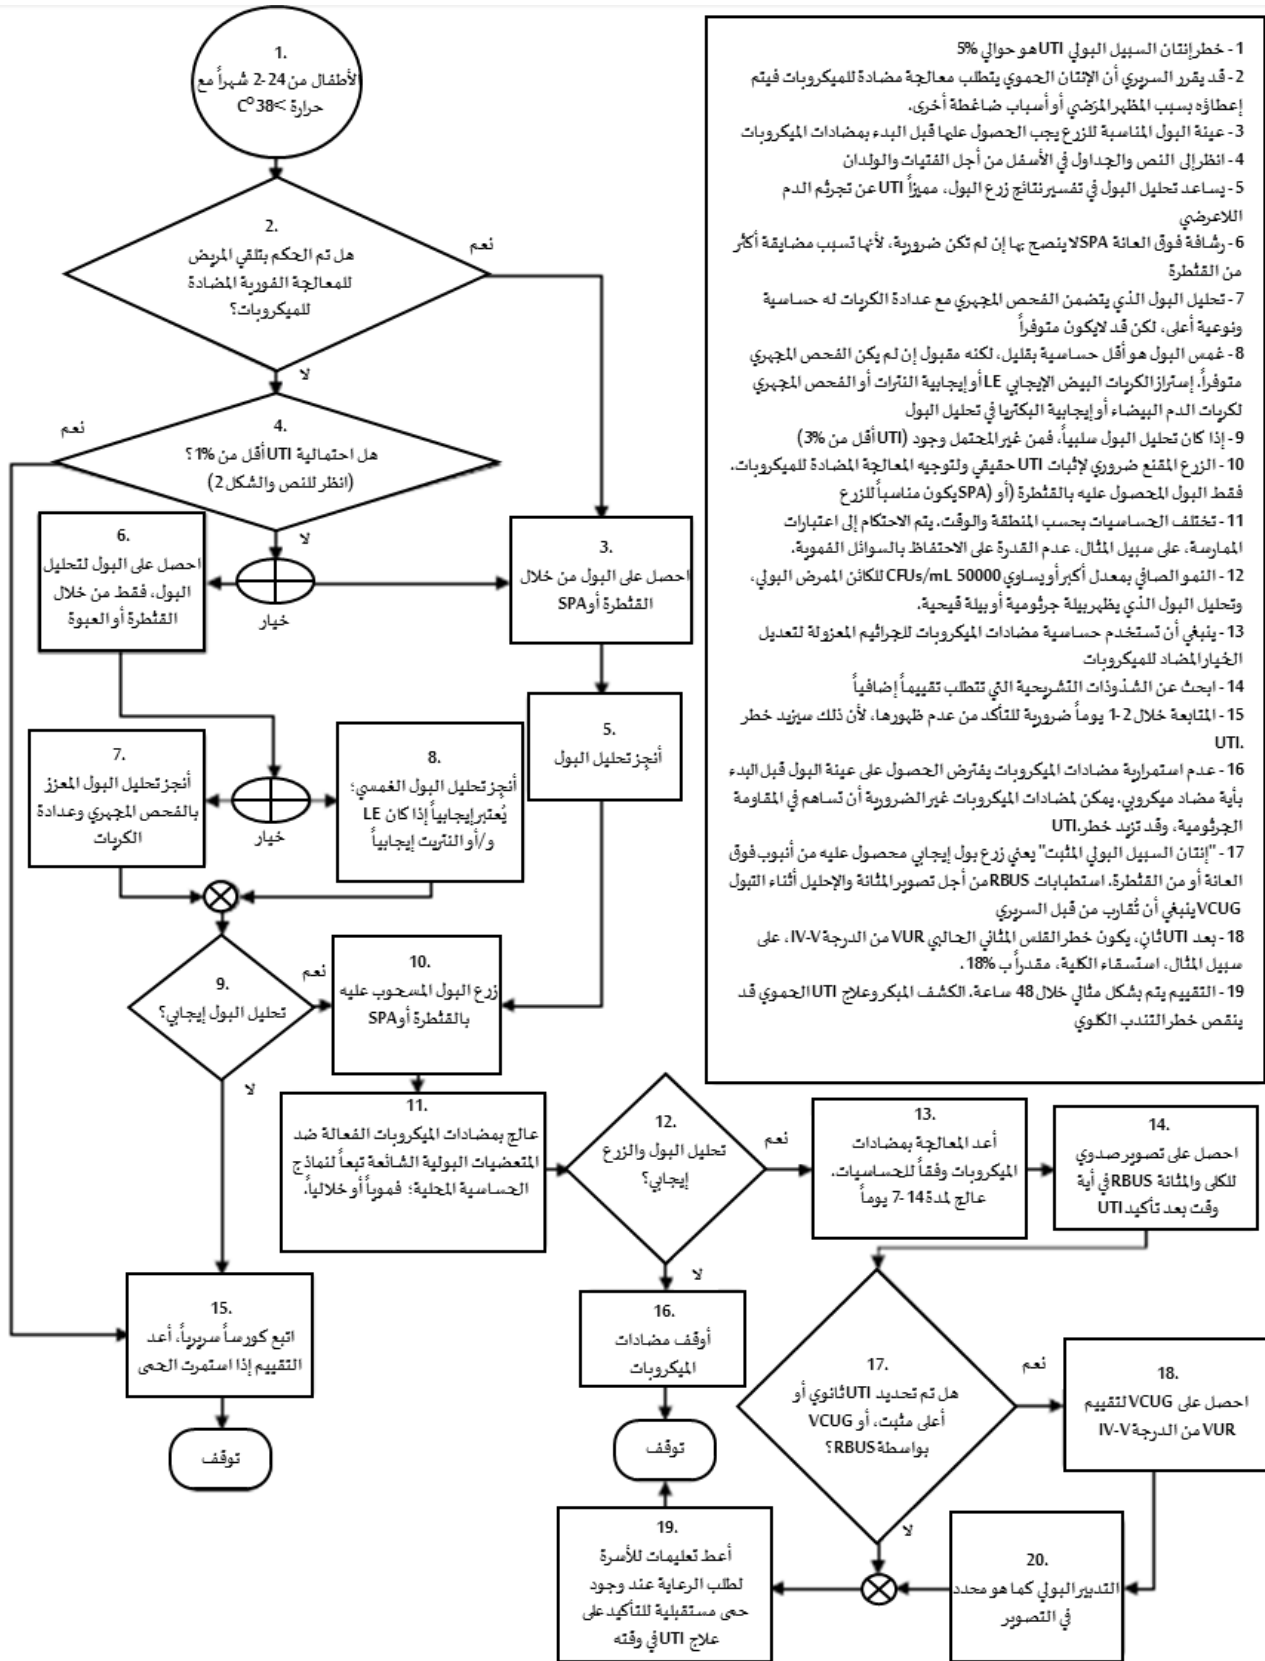 1.
الأطفال من 24-2 شهراً مع
حرارة >38°C
2.
هل تم الحكم بتلقي المريض
للمعالجة الفورية المضادة
للميكروبات؟
نعم
لا
4.
هل احتمالية UTI أقل من 1%؟
(انظر للنص والشكل 2)
نعم
لا
6.
احصل على البول لتحليل
البول، فقط من خلال
القثطرة أو العبوة
خيار
3.
احصل على البول من خلال
القثطرة أو SPA
5.
أنجز تحليل البول
7.
أنجز تحليل البول المعزز
بالفحص المجهري وعدادة
الكريات
خيار
8.
أنجز تحليل البول الغمسي؛
يُعتبر إيجابياً إذا كان LE
و/أو النتريت إيجابياً
9.
تحليل البول إيجابي؟
نعم
لا
10.
زرع البول المسحوب عليه
بالقثطرة أو SPA
11.
عالج بمضادات الميكروبات الفعالة ضد
المتعضيات البولية الشائعة تبعاً لنماذج
الحساسية المحلية؛ فموياً أو خلالياً.
12.
تحليل البول والزرع
إيجابي؟
نعم
لا
13.
أعد المعالجة بمضادات
الميكروبات وفقاً للحساسيات.
عالج لمدة 14-7 يوماً
14.
احصل على تصوير صدوي
للكلى والمثانة RBUS في أية
وقت بعد تأكيد UTI
15.
اتبع كورساً سريرياً، أعد
التقييم إذا استمرت الحمى
توقف
16.
أوقف مضادات
الميكروبات
توقف
17.
هل تم تحديد UTI ثانوي أو
أعلى مثبت، أو VCUG
بواسطة RBUS؟
نعم
لا
18.
احصل على VCUG لتقييم
VUR من الدرجة IV-V
19.
أعط تعليمات للأسرة
لطلب الرعاية عند وجود
حمى مستقبلية للتأكيد على
علاج UTI في وقته
20.
التدبير البولي كما هو محدد
في التصوير
1- خطر إنتان السبيل البولي UTI هو حوالي 5%
2- قد يقرر السريري أن الإنتان الحموي يتطلب معالجة مضادة للميكروبات فيتم
إعطاؤه بسبب المظهر المَرَضي أو أسباب ضاغطة أخرى.
3- عينة البول المناسبة للزرع يجب الحصول عليها قبل البدء بمضادات الميكروبات
4- انظر إلى النص والجداول في الأسفل من أجل الفتيات والولدان
5- يساعد تحليل البول في تفسير نتائج زرع البول، مميزاً UTI عن تجرثم الدم
اللاعرضي
6- رشافة فوق العانة SPA لا ينصح بها إن لم تكن ضرورية، لأنها تسبب مضايقة أكثر
من القثطرة
7- تحليل البول الذي يتضمن الفحص المجهري مع عدادة الكريات له حساسية
ونوعية أعلى، لكن قد لايكون متوفراً
8- غمس البول هو أقل حساسية بقليل، لكنه مقبول إن لم يكن الفحص المجهري
متوفراً. إستراز الكريات البيض الإيجابي LE أو إيجابية النترات أو الفحص المجهري
لكريات الدم البيضاء أو إيجابية البكتريا في تحليل البول
9- إذا كان تحليل البول سلبياً، فمن غير المحتمل وجود (UTI أقل من 3%)
10- الزرع المقنع ضروري لإثبات UTI حقيقي ولتوجيه المعالجة المضادة للميكروبات.
فقط البول المحصول عليه بالقثطرة (أو SPA) يكون مناسباً للزرع
11- تختلف الحساسيات بحسب المنطقة والوقت. يتم الاحتكام إلى اعتبارات
الممارسة، على سبيل المثال، عدم القدرة على الاحتفاظ بالسوائل الفموية.
12- النمو الصافي بمعدل أكبر أو يساوي 50000 CFUs/mL للكائن الممرض البولي،
وتحليل البول الذي يظهر بيلة جرثومية أو بيلة قيحية.
13- ينبغي أن تستخدم حساسية مضادات الميكروبات للجراثيم المعزولة لتعديل
الخيار المضاد للميكروبات
14- ابحث عن الشذوذات التشريحية التي تتطلب تقييماً إضافياً
15- المتابعة خلال 2-1 يوماً ضرورية للتأكد من عدم ظهورها، لأن ذلك سيزيد خطر
UTI.
16- عدم استمرارية مضادات الميكروبات يفترض الحصول على عينة البول قبل البدء
بأية مضاد ميكروبي. يمكن لمضادات الميكروبات غير الضرورية أن تساهم في المقاومة
الجرثومية، وقد تزيد خطر.UTI
17- "إنتان السبيل البولي المثبت" يعني زرع بول إيجابي محصول عليه من أنبوب فوق
العانة أو من القثطرة. استطبابات RBUS من أجل تصوير المثانة والإحليل أثناء التبول
VCUG ينبغي أن تُقارب من قبل السريري
18- بعد UTI ثانٍ، يكون خطر القلس المثاني الحالبي VUR من الدرجة IV-V، على
سبيل المثال، استسقاء الكلية، مقدراً ب 18%.
19- التقييم يتم بشكل مثالي خلال 48 ساعة. الكشف المبكر وعلاج UTI الحموي قد
ينقص خطر التندب الكلوي